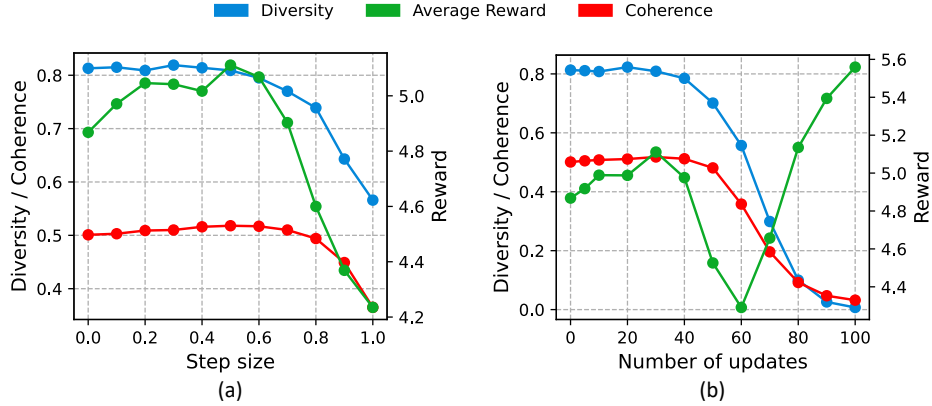 Diversity Average Reward Coherence
0.8
0.7
0.6
0.5
0.4
Diversity / Coherence
5.0
4.8
4.6
4.4
4.2
Reward
0.0 0.2 0.4 0.6 0.8 1.0
Step size
(a)
0.8
0.6
0.4
0.2
0.0
Diversity / Coherence
5.6
5.4
5.2
5.0
4.8
4.6
4.4
Reward
0 20 40 60 80 100
Number of updates
(b)